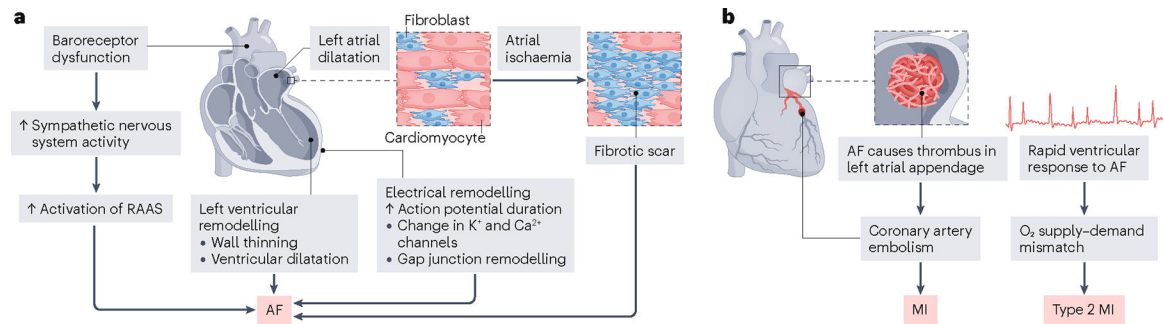 a
Baroreceptor
dysfunction
↑ Sympathetic nervous
system activity
↑ Activation of RAAS
Left atrial
dilatation
Fibroblast
Cardiomyocyte
Atrial
ischaemia
Fibrotic scar
Left ventricular
remodelling
• Wall thinning
• Ventricular dilatation
Electrical remodelling
↑ Action potential duration
• Change in K⁺ and Ca²⁺
channels
• Gap junction remodelling
AF
b
AF causes thrombus in
left atrial appendage
Coronary artery
embolism
MI
Rapid ventricular
response to AF
O₂ supply–demand
mismatch
Type 2 MI